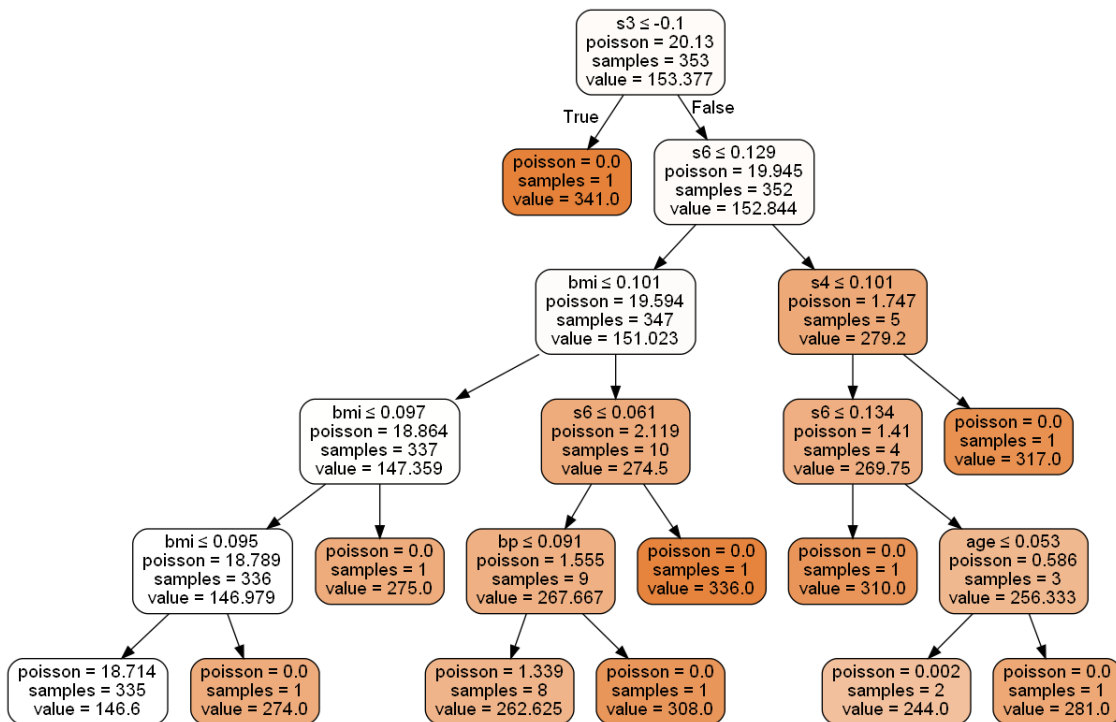 s3 ≤ -0.1
poisson = 20.13
samples = 353
value = 153.377
True
False
poisson = 0.0
samples = 1
value = 341.0
s6 ≤ 0.129
poisson = 19.945
samples = 352
value = 152.844
bmi ≤ 0.101
poisson = 19.594
samples = 347
value = 151.023
s4 ≤ 0.101
poisson = 1.747
samples = 5
value = 279.2
bmi ≤ 0.097
poisson = 18.864
samples = 337
value = 147.359
s6 ≤ 0.061
poisson = 2.119
samples = 10
value = 274.5
s6 ≤ 0.134
poisson = 1.41
samples = 4
value = 269.75
poisson = 0.0
samples = 1
value = 317.0
bmi ≤ 0.095
poisson = 18.789
samples = 336
value = 146.979
poisson = 0.0
samples = 1
value = 275.0
bp ≤ 0.091
poisson = 1.555
samples = 9
value = 267.667
poisson = 0.0
samples = 1
value = 336.0
poisson = 0.0
samples = 1
value = 310.0
age ≤ 0.053
poisson = 0.586
samples = 3
value = 256.333
poisson = 18.714
samples = 335
value = 146.6
poisson = 0.0
samples = 1
value = 274.0
poisson = 1.339
samples = 8
value = 262.625
poisson = 0.0
samples = 1
value = 308.0
poisson = 0.002
samples = 2
value = 244.0
poisson = 0.0
samples = 1
value = 281.0